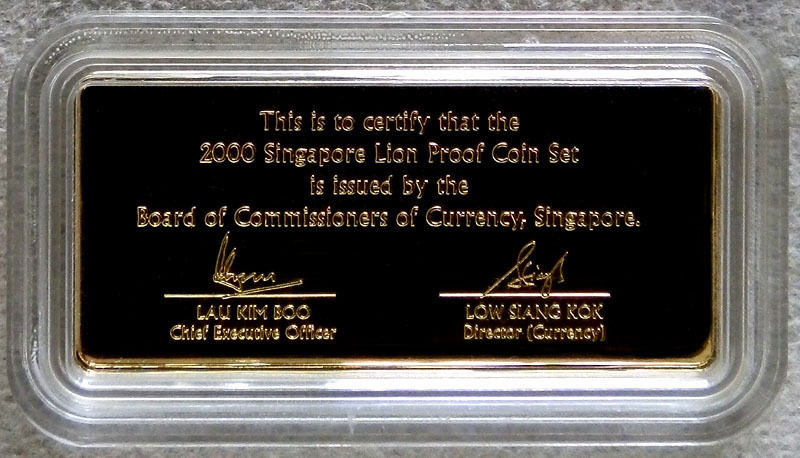 This is to certify that the
2000 Singapore Lion Proof Coin Set
is issued by the
Board of Commissioners of Currency, Singapore.
LAU KIM BOO
Chief Executive Officer
LOW SIANG KOK
Director (Currency)